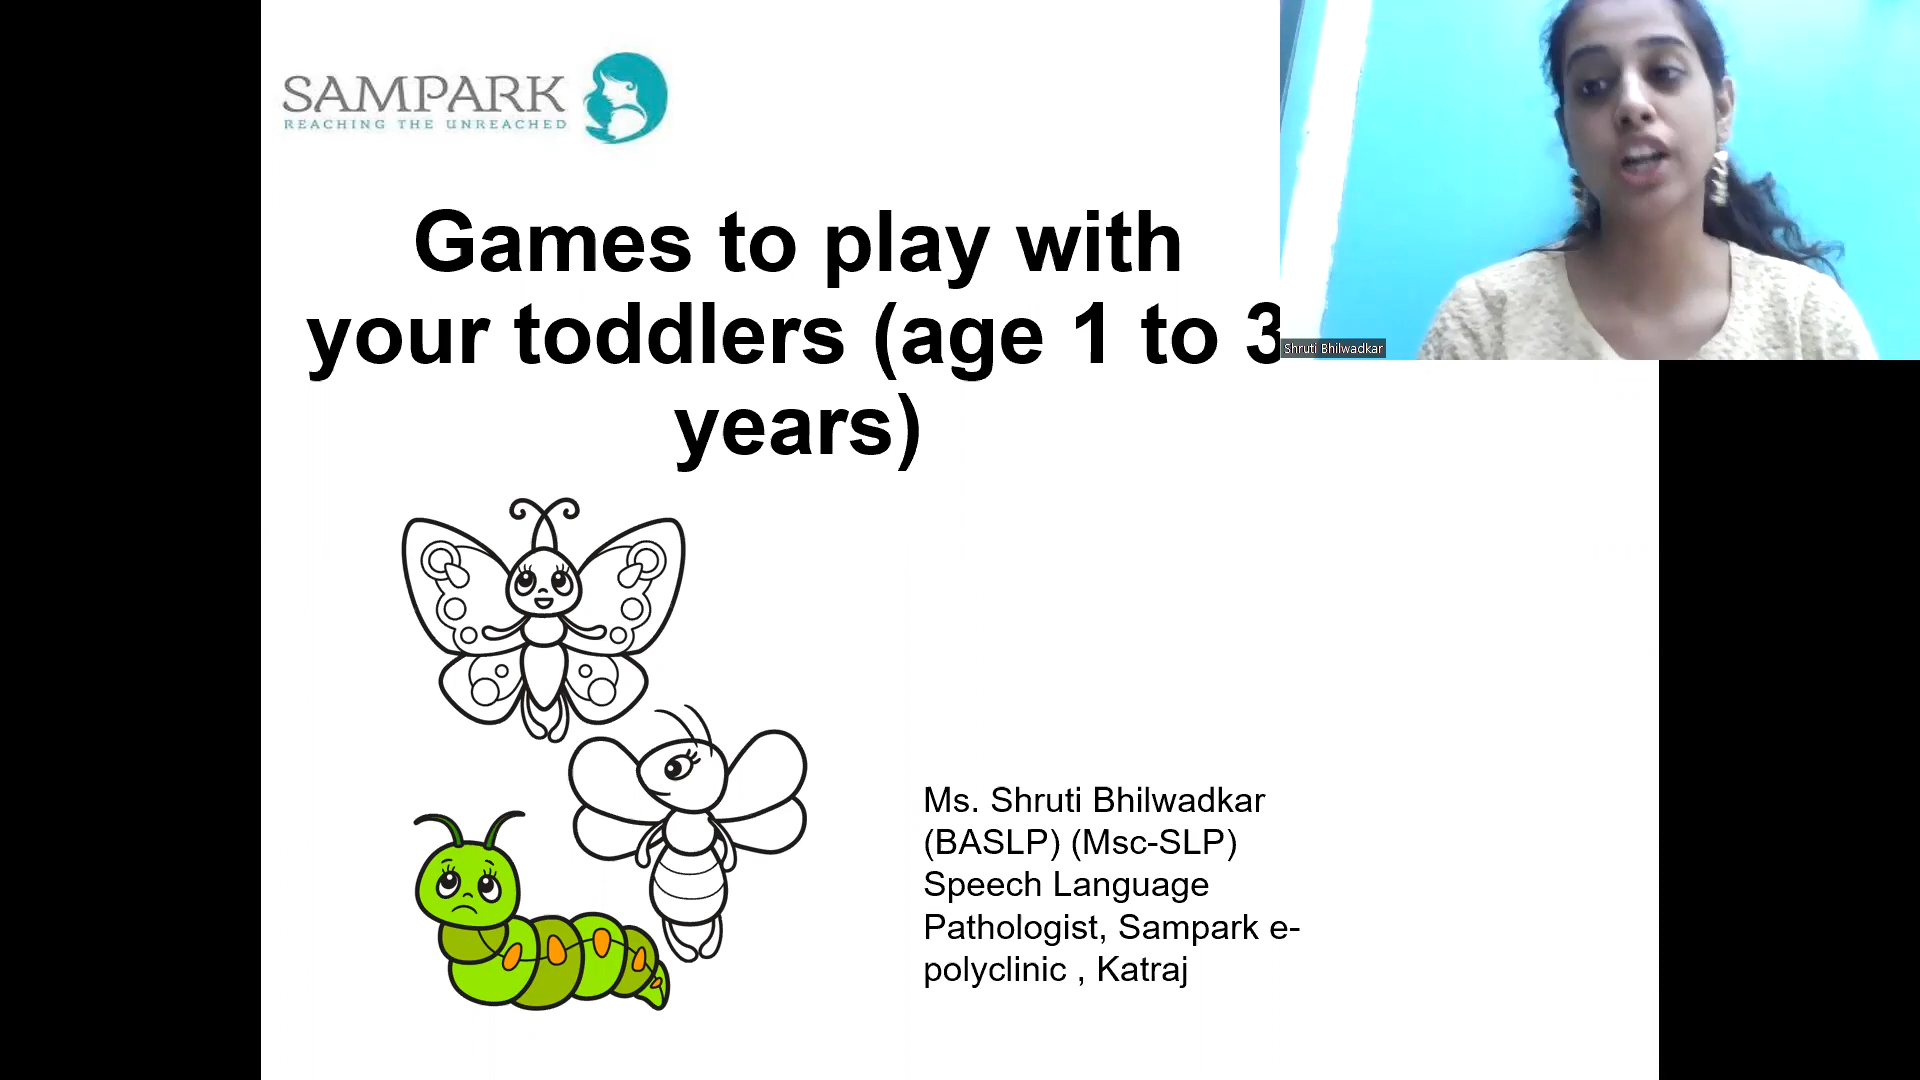 SAMPARK
REACHING THE UNREACHED
Games to play with
your toddlers (age 1 to 3
years)
Shruti Bhilwadkar
Ms. Shruti Bhilwadkar
(BASLP) (Msc-SLP)
Speech Language
Pathologist, Sampark e-
polyclinic , Katraj